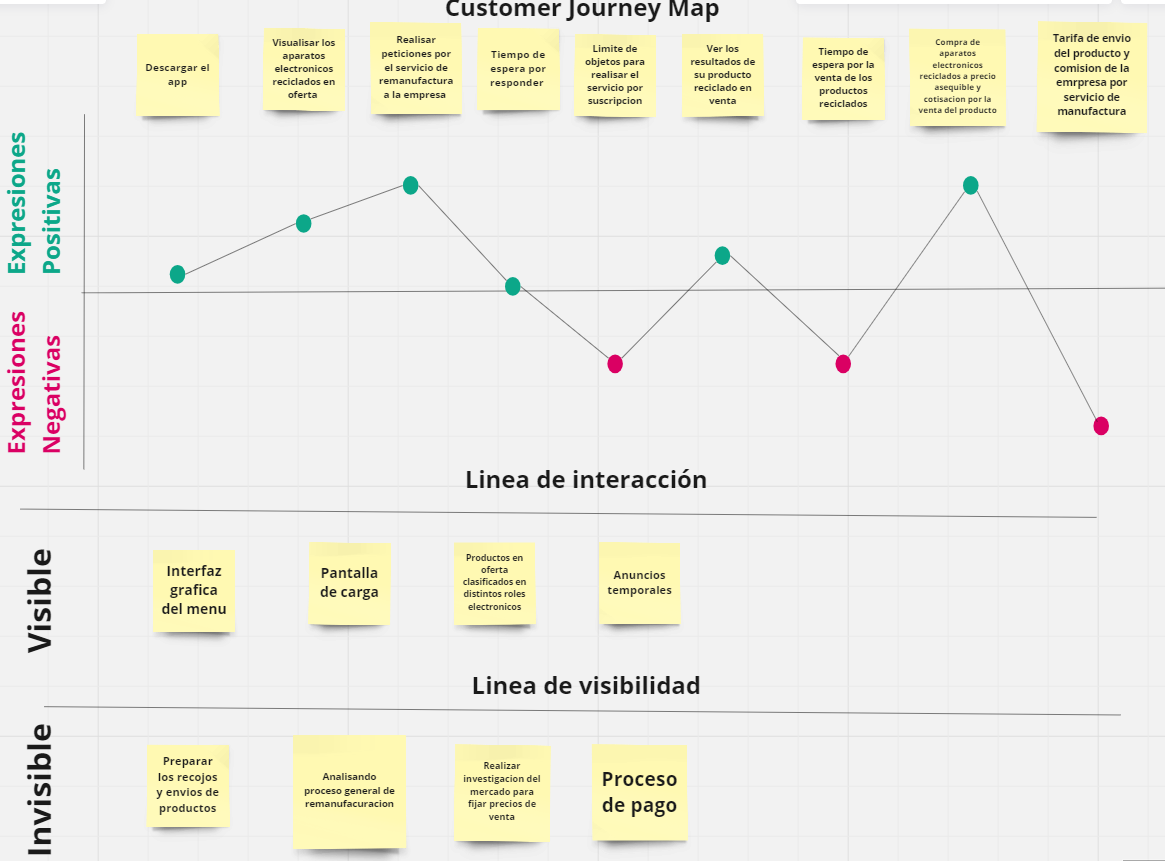 Customer Journey Map
Descargar el
app
Visualisar los
aparatos
electronicos
reciclados en
oferta
Realisar
peticiones por
el servicio de
remanufactura
a la empresa
Tiempo de
espera por
responder
Limite de
objetos para
realisar el
servicio por
suscripcion
Ver los
resultados de
su producto
reciclado en
venta
Tiempo de
espera por la
venta de los
productos
reciclados
Compra de
aparatos
electronicos
reciclados a precio
asequible y
cotisacion por la
venta del producto
Tarifa de envio
del producto y
comision de la
emrpresa por
servicio de
manufactura
Expresiones
Positivas
Expresiones
Negativas
Linea de interacción
Visible
Interfaz
grafica
del menu
Pantalla
de carga
Productos en
oferta
clasificados en
distintos roles
electronicos
Anuncios
temporales
Linea de visibilidad
Invisible
Preparar
los recojos
y envios de
productos
Analisando
proceso general de
remanufacuracion
Realizar
investigacion del
mercado para
fijar precios de
venta
Proceso
de pago